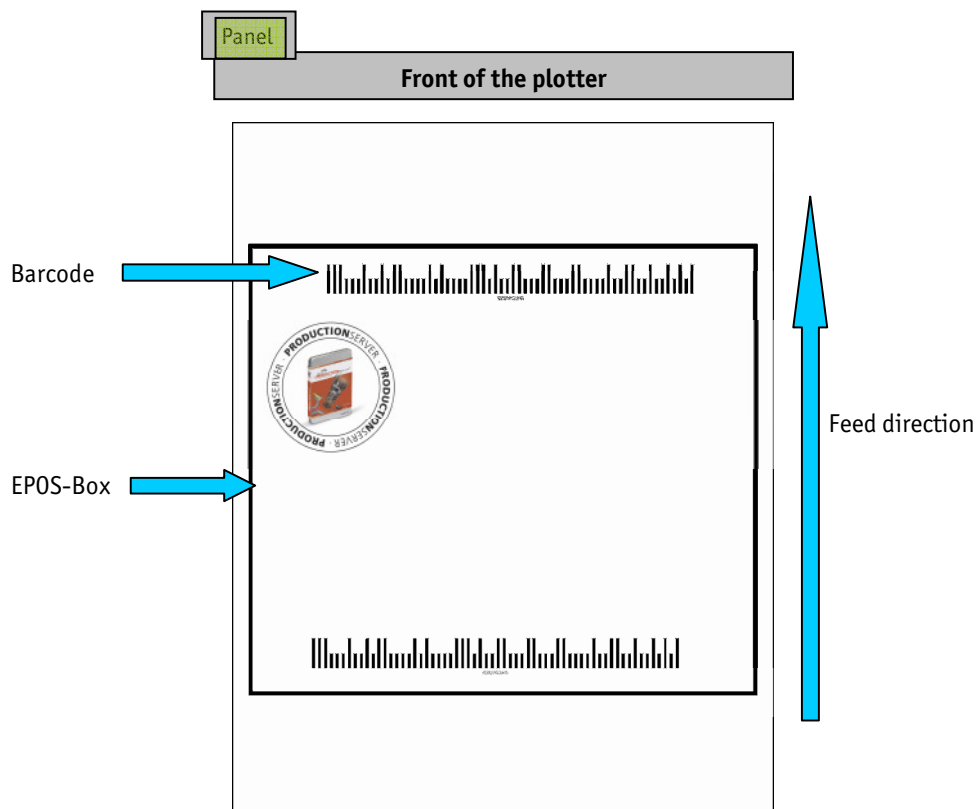 Panel
Front of the plotter
Barcode
PRODUCTIONSERVER · PRODUCTIONSERVER · PRODUCTIONSERVER ·
EPOS-Box
Feed direction